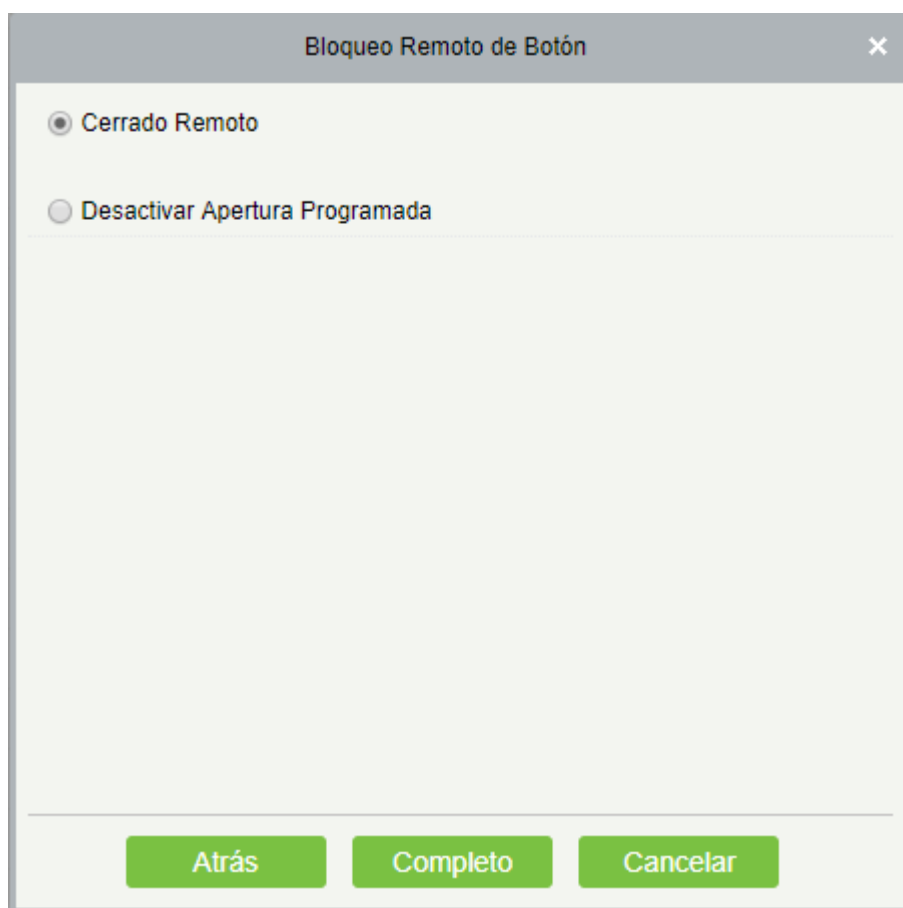 Bloqueo Remoto de Botón
Cerrado Remoto
Desactivar Apertura Programada
Atrás Completo Cancelar